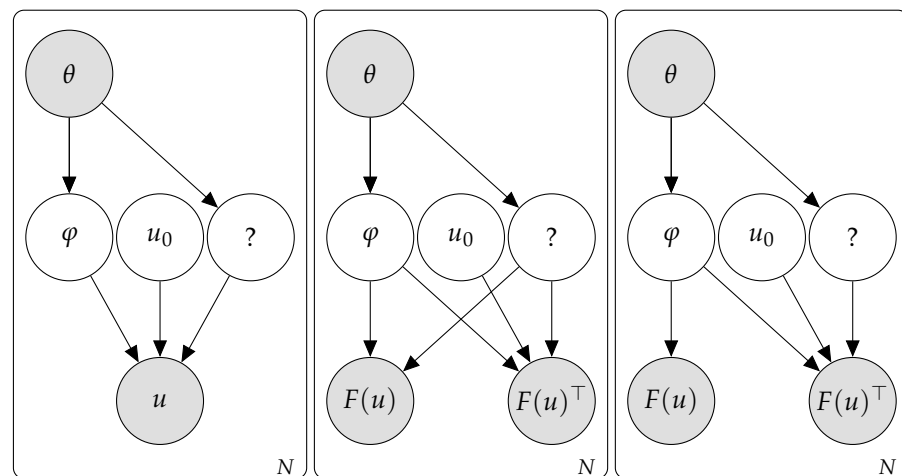 θ θ θ
φ u₀ ? φ u₀ ? φ u₀ ?
u F(u) F(u)⊤ F(u) F(u)⊤
N N N